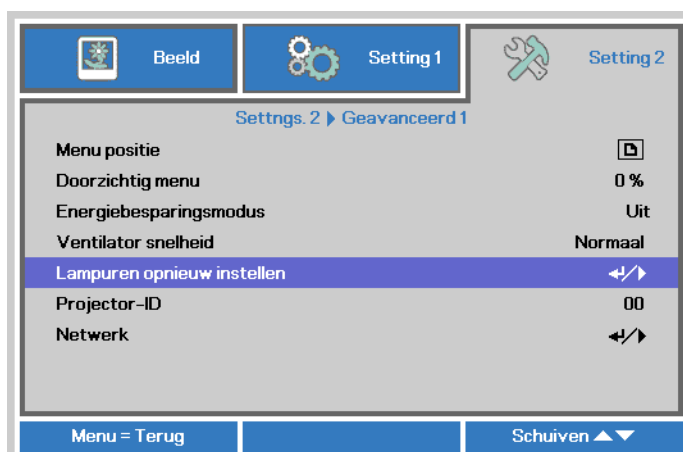 Beeld
Setting 1
Setting 2
Settngs. 2 ▶ Geavanceerd 1
Menu positie
Doorzichtig menu 0 %
Energiebesparingsmodus Uit
Ventilator snelheid Normaal
Lampuren opnieuw instellen ↵/▶
Projector-ID 00
Netwerk ↵/▶
Menu = Terug
Schuiven ▲▼